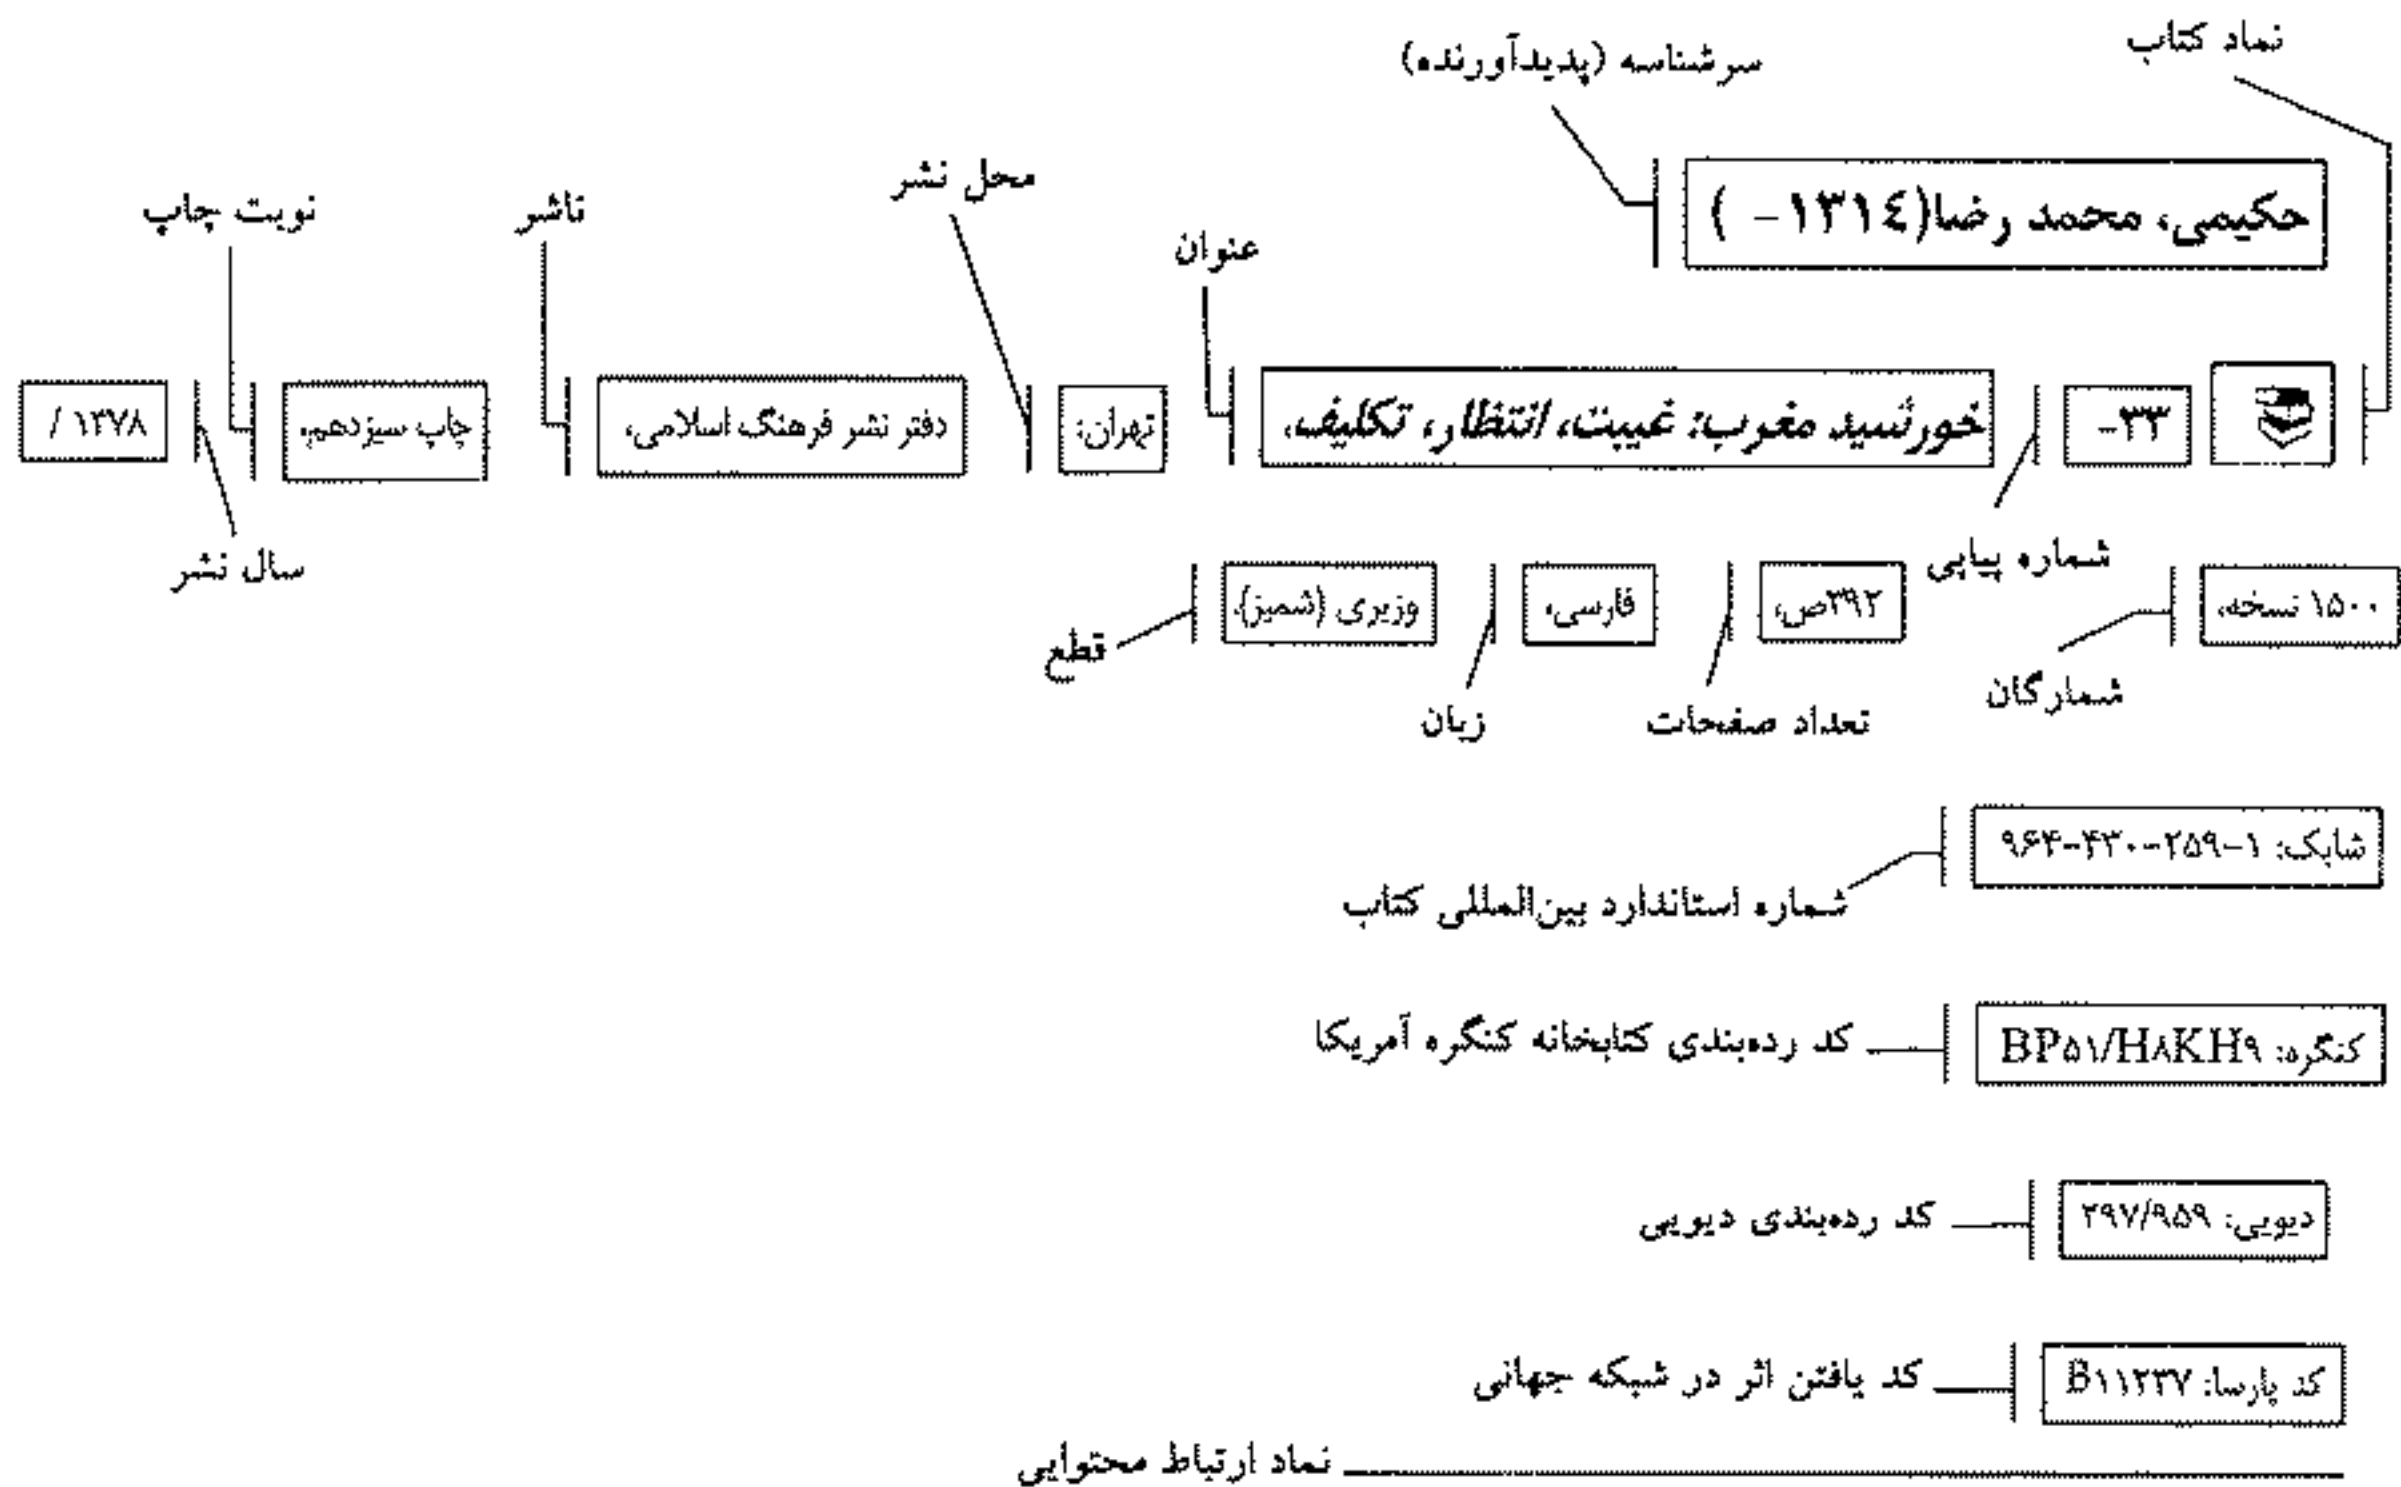 نماد کتاب
سرشناسه (پدیدآورنده)
حکیمی، محمد رضا(۱۳۱٤- )
محل نشر
ناشر
نوبت چاپ
عنوان
۳۳- خورشید مغرب: غیبت، انتظار، تکلیف، تهران: دفتر نشر فرهنگ اسلامی، چاپ سیزدهم، ۱۳۷۸ /
شماره پیاپی
سال نشر
۱۵۰۰ نسخه، ۳۹۲ص، فارسی، وزیری (شمیز).
قطع
شمارگان
تعداد صفحات
زبان
شابک: ۱-۲۵۹-۴۳۰-۹۶۴
شماره استاندارد بین‌المللی کتاب
کنگره: BP۵۱/H۸KH۹
کد رده‌بندی کتابخانه کنگره آمریکا
دیویی: ۲۹۷/۹۵۹
کد رده‌بندی دیویی
کد پارسا: B۱۱۲۳۷
کد یافتن اثر در شبکه جهانی
نماد ارتباط محتوایی